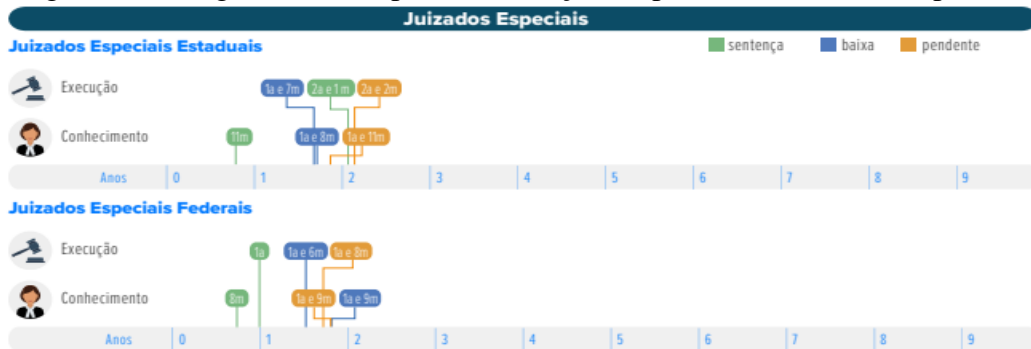 Juizados Especiais
Juizados Especiais Estaduais
sentença baixa pendente
Execução 1a e 7m 2a e 1m 2a e 2m
Conhecimento 11m 1a e 8m 1a e 11m
Anos 0 1 2 3 4 5 6 7 8 9
Juizados Especiais Federais
Execução 1a 1a e 6m 1a e 8m
Conhecimento 8m 1a e 9m 1a e 9m
Anos 0 1 2 3 4 5 6 7 8 9